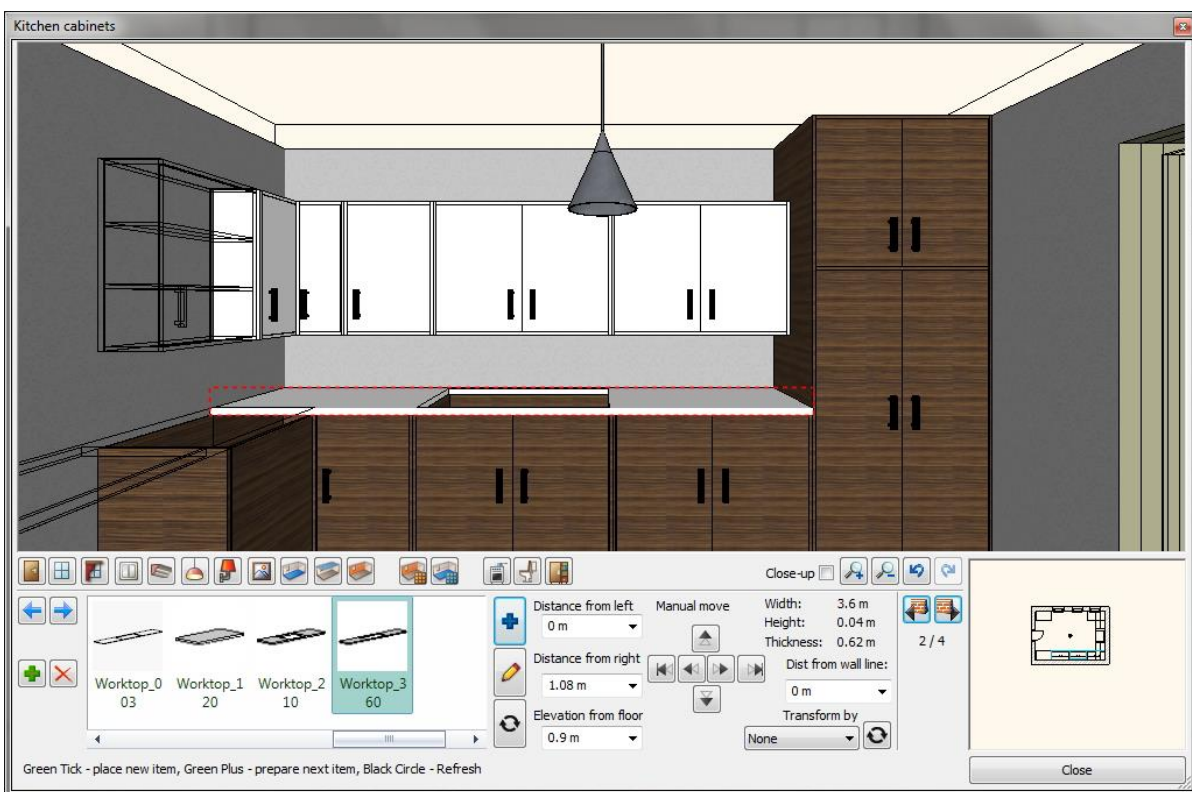 Kitchen cabinets
Close-up
Worktop_0
03
Worktop_1
20
Worktop_2
10
Worktop_3
60
Distance from left
0 m
Distance from right
1.08 m
Elevation from floor
0.9 m
Manual move
Width: 3.6 m
Height: 0.04 m
Thickness: 0.62 m
Dist from wall line:
0 m
Transform by
None
2 / 4
Green Tick - place new item, Green Plus - prepare next item, Black Circle - Refresh
Close